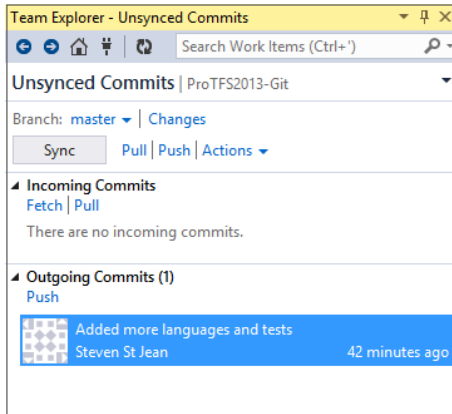 Team Explorer - Unsynced Commits
Search Work Items (Ctrl+')
Unsynced Commits | ProTFS2013-Git
Branch: master | Changes
Sync Pull | Push | Actions
Incoming Commits
Fetch | Pull
There are no incoming commits.
Outgoing Commits (1)
Push
Added more languages and tests
Steven St Jean 42 minutes ago